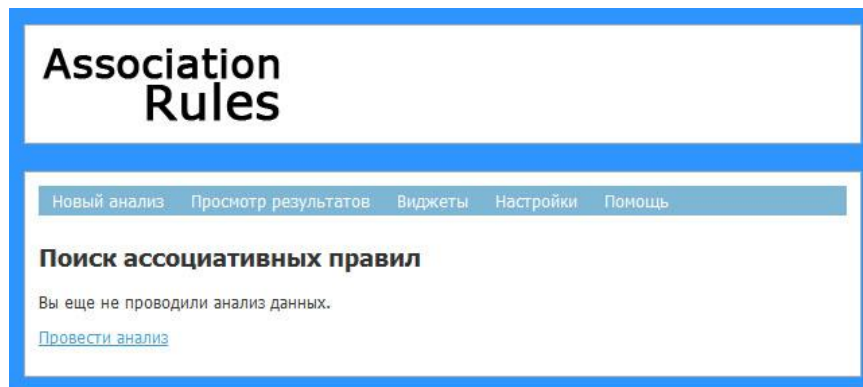 Association
Rules
Новый анализ Просмотр результатов Виджеты Настройки Помощь
Поиск ассоциативных правил
Вы еще не проводили анализ данных.
Провести анализ